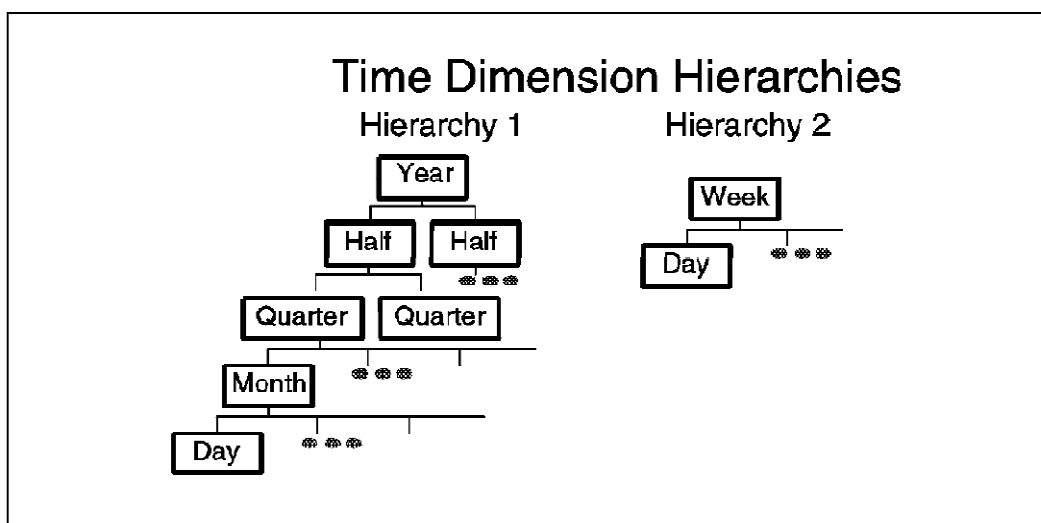 Time Dimension Hierarchies
Hierarchy 1
Hierarchy 2
Year
Week
Half Half
Day
Quarter Quarter
Month
Day